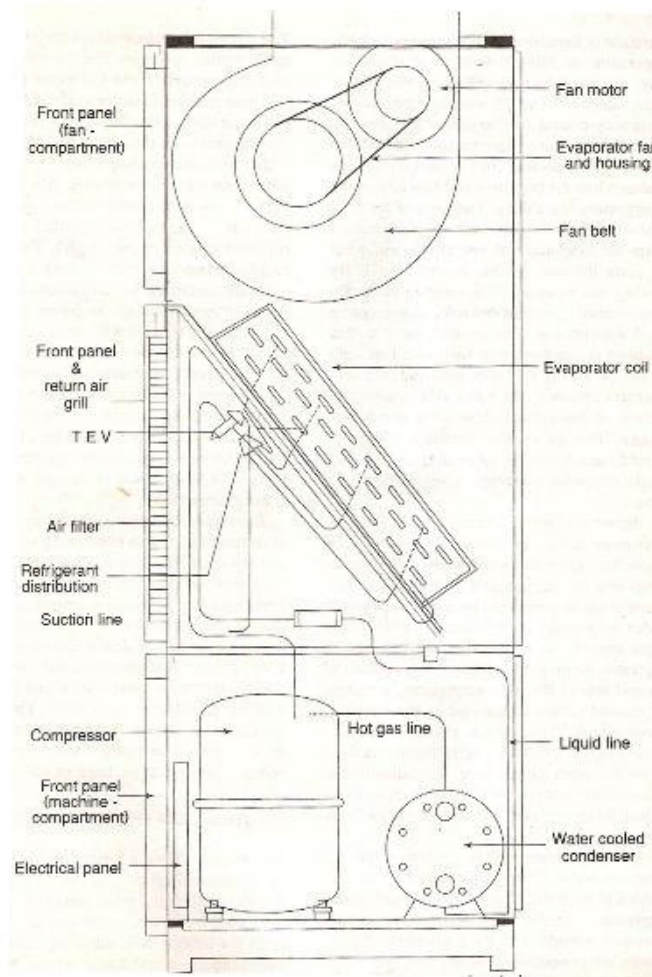 Fan motor
Front panel
(fan -
compartment)
Evaporator fan
and housing
Fan belt
Front panel
&
return air
grill
Evaporator coil
T E V
Air filter
Refrigerant
distribution
Suction line
Compressor
Hot gas line
Liquid line
Front panel
(machine -
compartment)
Water cooled
condenser
Electrical panel